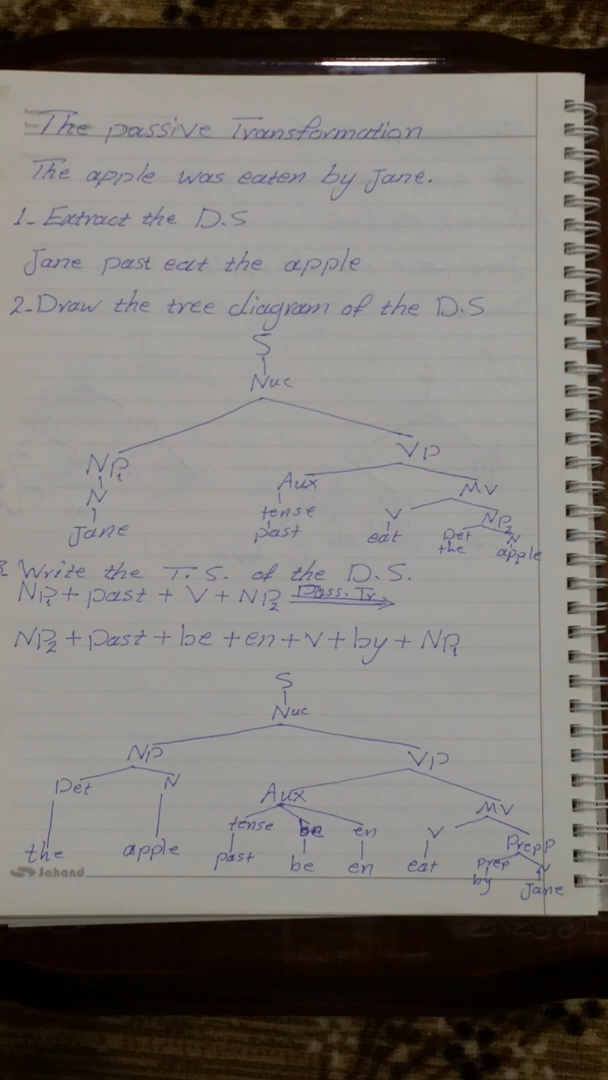 The passive Transformation
The apple was eaten by Jane.
1- Extract the D.S
Jane past eat the apple
2-Draw the tree diagram of the D.S
S
Nuc
NP₁ VP
N Aux MV
Jane tense V NP₂
past eat Det N
the apple
3- Write the T.S. of the D.S.
NP₁ + past + V + NP₂ Pass. Tr
NP₂ + past + be + en + V + by + NP₁
S
Nuc
NP VP
Det N Aux MV
tense be en V PrepP
the apple past be en eat prep N
by Jane
Sahand